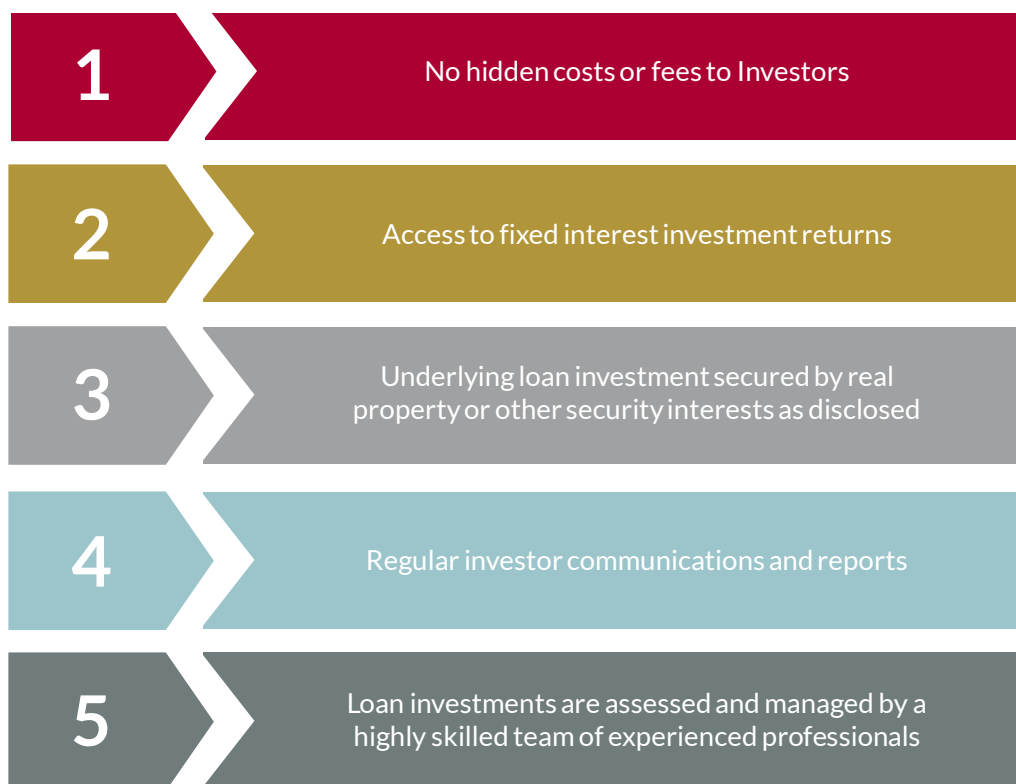 1
No hidden costs or fees to Investors
2
Access to fixed interest investment returns
3
Underlying loan investment secured by real
property or other security interests as disclosed
4
Regular investor communications and reports
5
Loan investments are assessed and managed by a
highly skilled team of experienced professionals